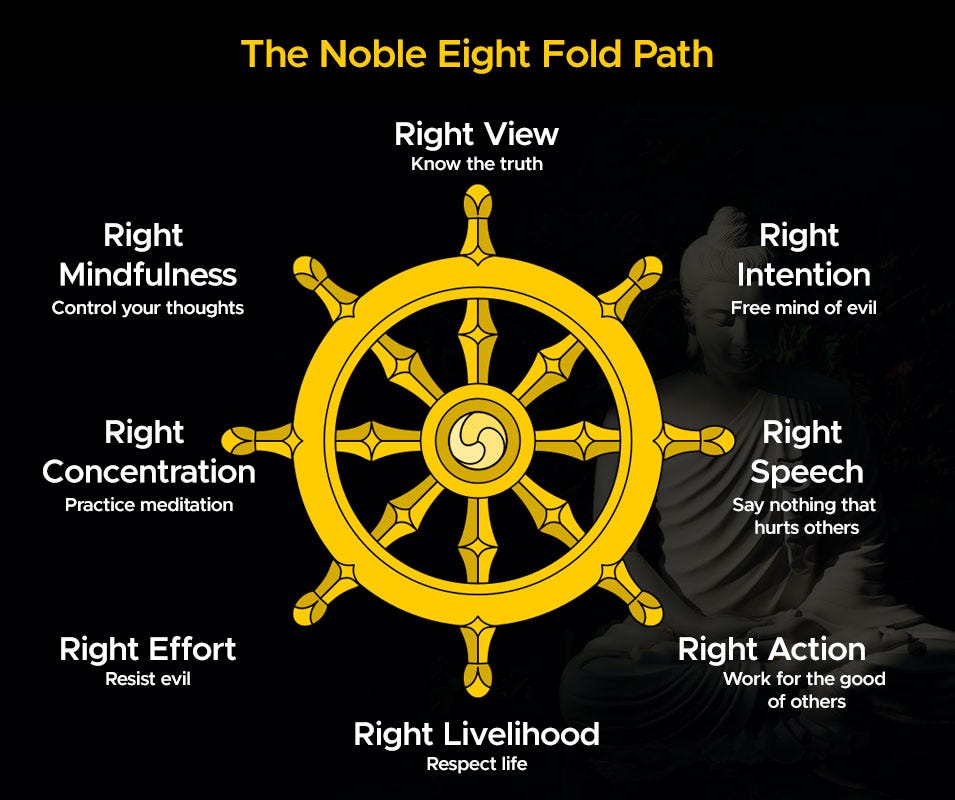 The Noble Eight Fold Path
Right View
Know the truth
Right
Intention
Free mind of evil
Right
Speech
Say nothing that
hurts others
Right Action
Work for the good
of others
Right Livelihood
Respect life
Right Effort
Resist evil
Right
Concentration
Practice meditation
Right
Mindfulness
Control your thoughts